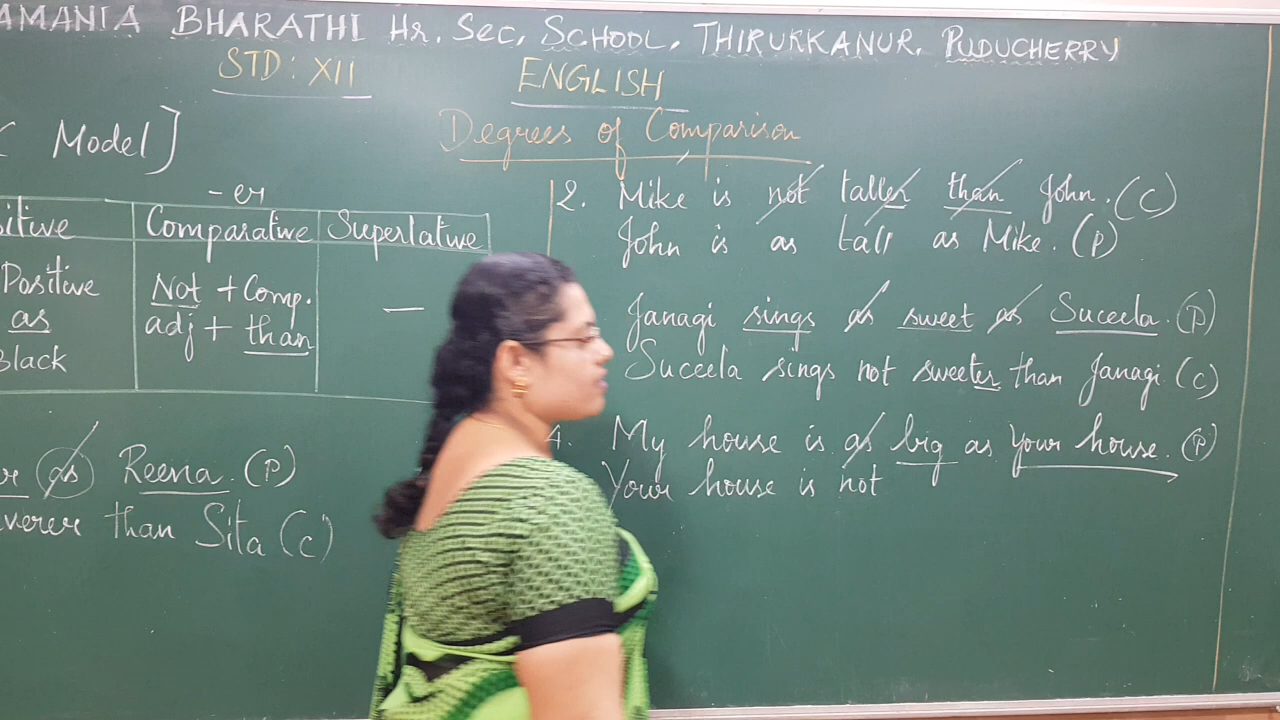 AMANIA BHARATHI Hr. Sec, SCHOOL, THIRUKKANUR, PUDUCHERRY
STD: XII ENGLISH
Model]
Degrees of Comparison
-er
sitive Comparative Superlative
Positive
as
Black
Not + Comp.
adj + than
—
as Reena. (P)
verer than Sita (C)
2. Mike is not taller than John. (C)
John is as tall as Mike. (P)
Janagi sings as sweet as Suceela. (P)
Suceela sings not sweeter than Janagi (C)
4. My house is as big as your house. (P)
Your house is not